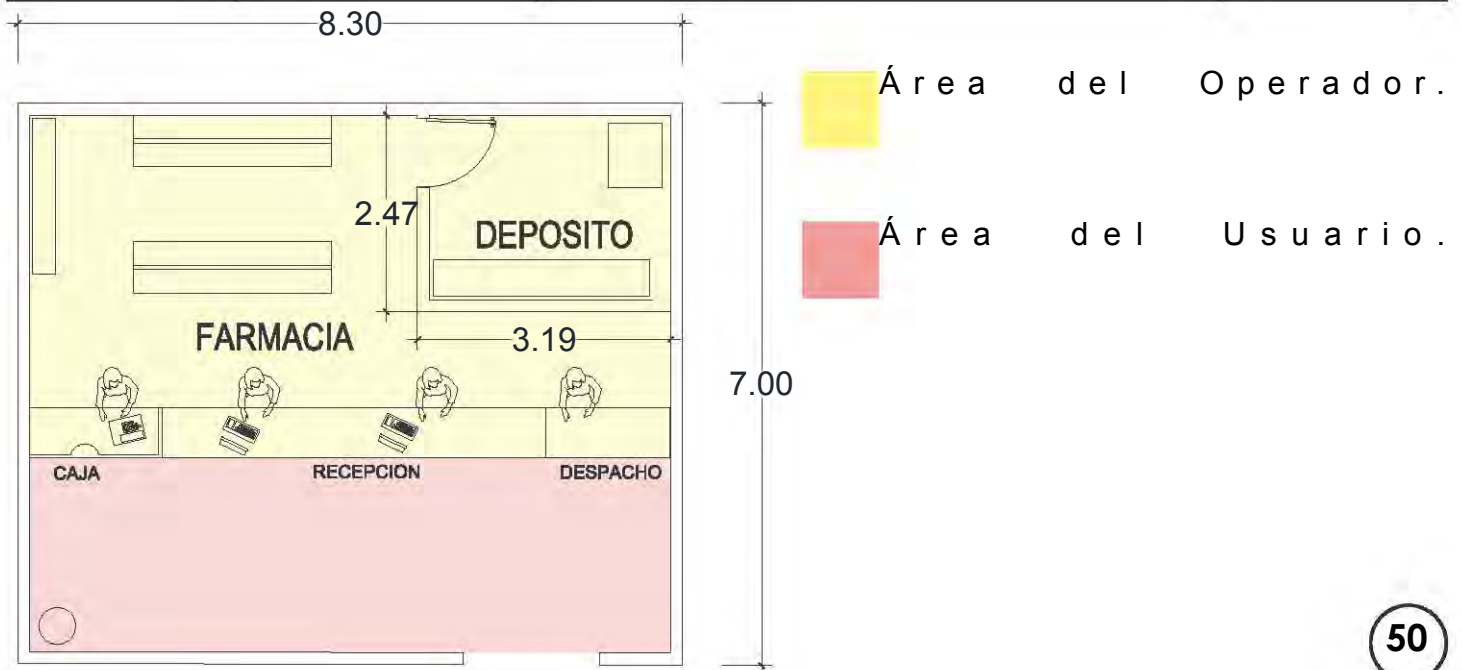 8.30
Área del Operador.
2.47
DEPOSITO
Área del Usuario.
FARMACIA
3.19
7.00
CAJA
RECEPCION
DESPACHO
50